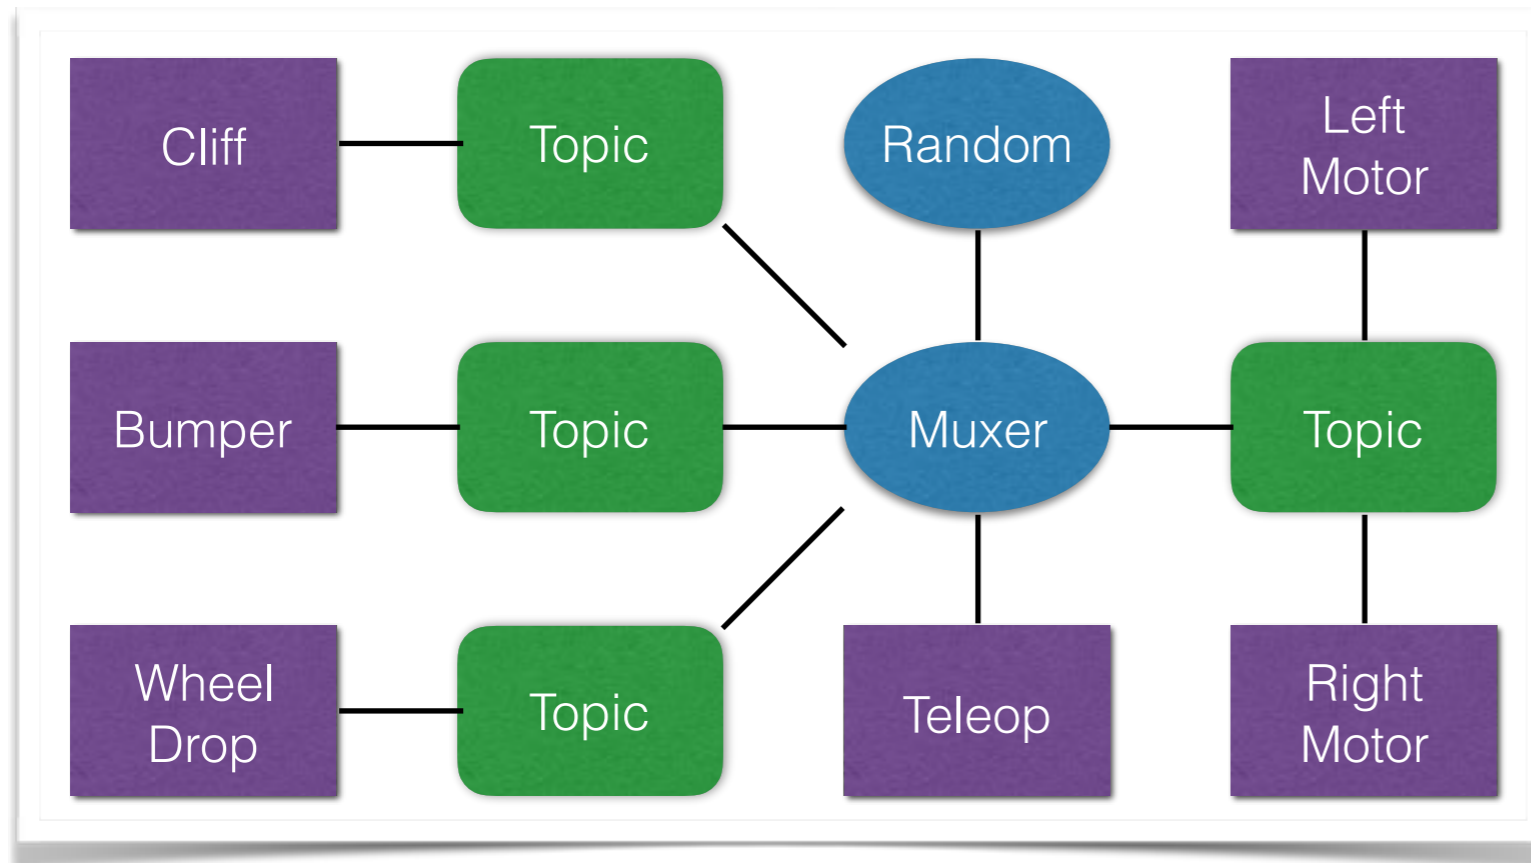 Cliff
Topic
Random
Left
Motor
Bumper
Topic
Muxer
Topic
Wheel
Drop
Topic
Teleop
Right
Motor